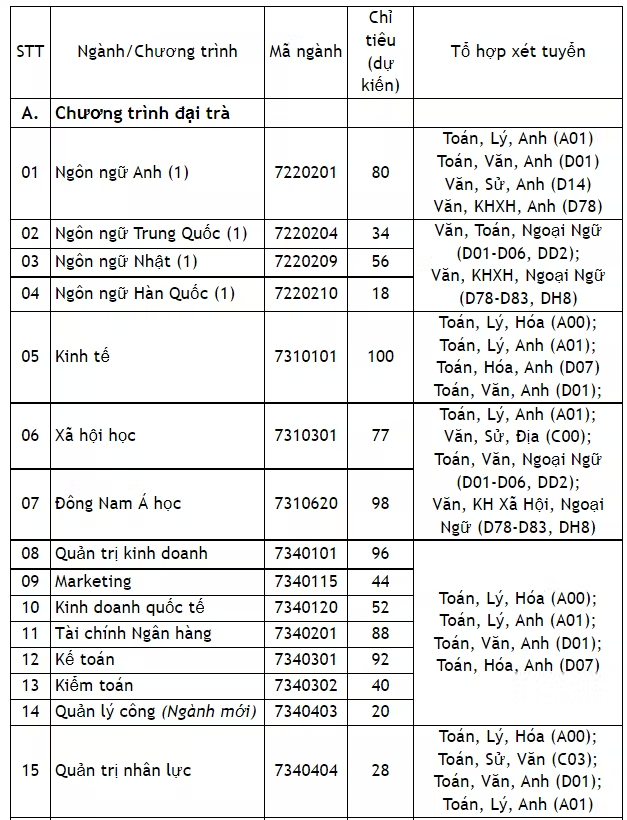 STT Ngành/Chương trình Mã ngành Chỉ tiêu (dự kiến) Tổ hợp xét tuyển
A. Chương trình đại trà
01 Ngôn ngữ Anh (1) 7220201 80
Toán, Lý, Anh (A01)
Toán, Văn, Anh (D01)
Văn, Sử, Anh (D14)
Văn, KHXH, Anh (D78)
02 Ngôn ngữ Trung Quốc (1) 7220204 34
03 Ngôn ngữ Nhật (1) 7220209 56
04 Ngôn ngữ Hàn Quốc (1) 7220210 18
Văn, Toán, Ngoại Ngữ
(D01-D06, DD2);
Văn, KHXH, Ngoại Ngữ
(D78-D83, DH8)
05 Kinh tế 7310101 100
Toán, Lý, Hóa (A00);
Toán, Lý, Anh (A01);
Toán, Hóa, Anh (D07)
Toán, Văn, Anh (D01);
06 Xã hội học 7310301 77
07 Đông Nam Á học 7310620 98
Toán, Lý, Anh (A01);
Văn, Sử, Địa (C00);
Toán, Văn, Ngoại Ngữ
(D01-D06, DD2);
Văn, KH Xã Hội, Ngoại
Ngữ (D78-D83, DH8)
08 Quản trị kinh doanh 7340101 96
09 Marketing 7340115 44
10 Kinh doanh quốc tế 7340120 52
11 Tài chính Ngân hàng 7340201 88
12 Kế toán 7340301 92
13 Kiểm toán 7340302 40
14 Quản lý công (Ngành mới) 7340403 20
Toán, Lý, Hóa (A00);
Toán, Lý, Anh (A01);
Toán, Văn, Anh (D01);
Toán, Hóa, Anh (D07)
15 Quản trị nhân lực 7340404 28
Toán, Lý, Hóa (A00);
Toán, Sử, Văn (C03);
Toán, Văn, Anh (D01);
Toán, Lý, Anh (A01)